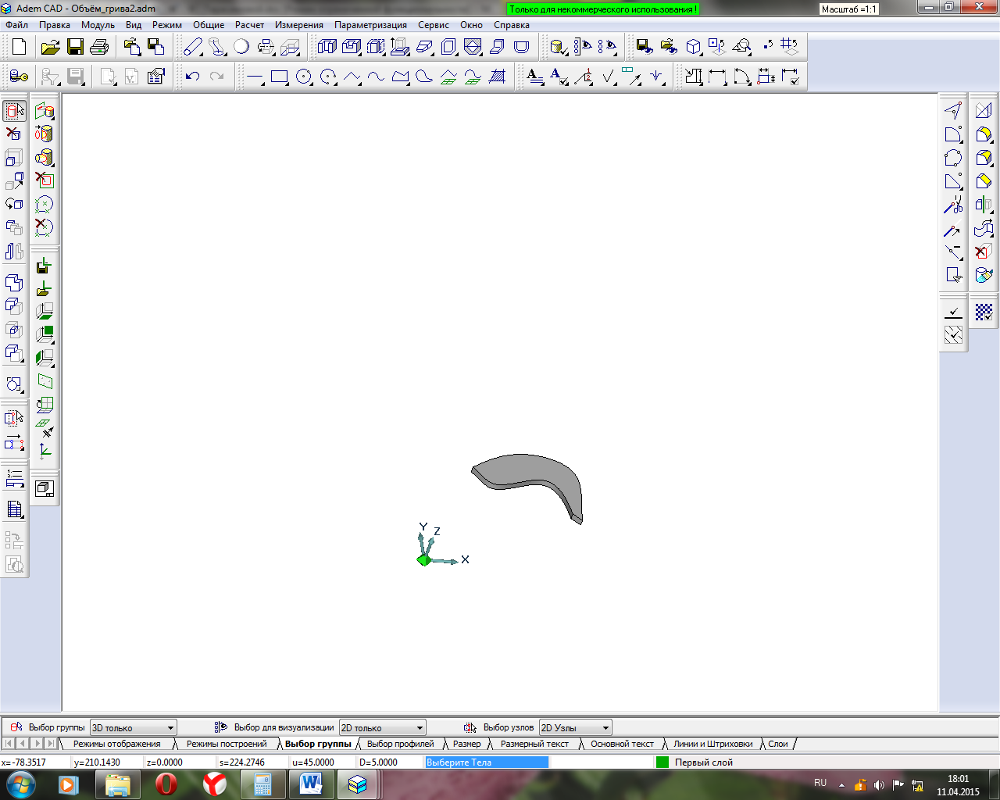 Adem CAD - Объём_грива2.adm
Только для некоммерческого использования !
Масштаб =1:1
Файл Правка Модуль Вид Режим Общие Расчет Измерения Параметризация Сервис Окно Справка
Y
Z
X
Выбор группы 3D только Выбор для визуализации 2D только Выбор узлов 2D Узлы
Режимы отображения Режимы построений Выбор группы Выбор профилей Размер Размерный текст Основной текст Линии и Штриховки Слои
x=-78.3517 y=210.1430 z=0.0000 s=224.2746 u=45.0000 D=5.0000 Выберите Тела Первый слой
RU 18:01
11.04.2015